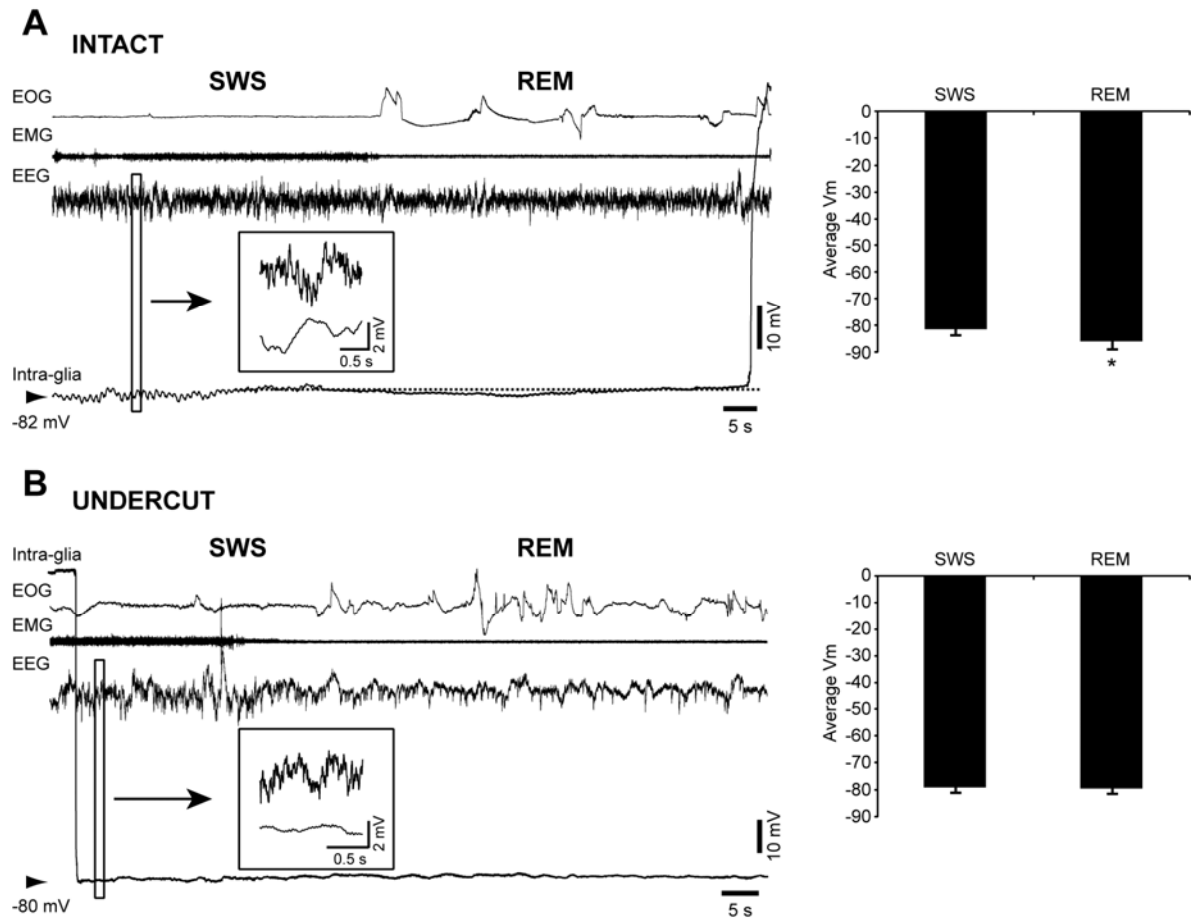 A
INTACT
SWS
REM
EOG
EMG
EEG
2 mV
0.5 s
10 mV
Intra-glia
-82 mV
5 s
SWS
REM
0
-10
-20
-30
-40
-50
-60
-70
-80
-90
Average Vm
*
B
UNDERCUT
Intra-glia
SWS
REM
EOG
EMG
EEG
2 mV
0.5 s
10 mV
-80 mV
5 s
SWS
REM
0
-10
-20
-30
-40
-50
-60
-70
-80
-90
Average Vm